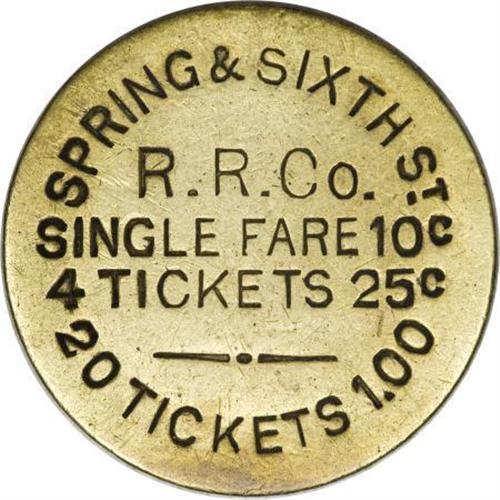 SPRING & SIXTH ST.
R.R.Co.
SINGLE FARE 10c
4 TICKETS 25c
20 TICKETS 1.00